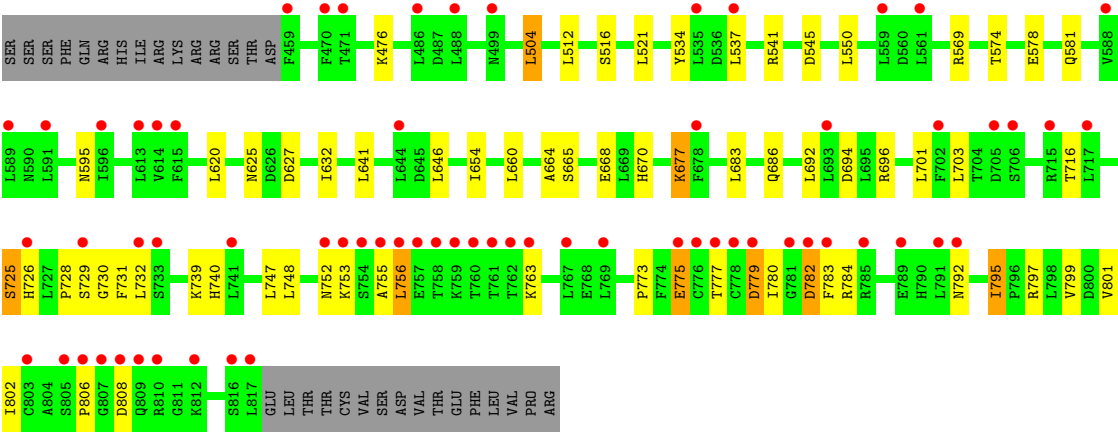 SER SER SER PHE GLN ARG HIS ILE ARG LYS ARG ARG SER THR ASP F459 F470 T471 K476 L486 D487 L488 N499 L504 L512 S516 L521 Y534 L535 D536 L537 R541 D545 L550 L559 D560 L561 R569 T574 E578 Q581 V588
L589 N590 L591 N595 I596 L613 V614 F615 L620 N625 D626 D627 I632 L641 L644 D645 L646 I654 L660 A664 S665 E668 L669 H670 K677 F678 L683 Q686 L692 L693 D694 L695 R696 L701 F702 L703 T704 D705 S706 R715 T716 L717
S725 H726 L727 P728 S729 G730 F731 L732 S733 K739 H740 L741 L747 L748 N752 K753 S754 A755 L756 E757 T758 K759 T760 T761 T762 K763 L767 E768 L769 P773 F774 E775 C776 T777 C778 D779 I780 G781 D782 F783 R784 R785 E789 H790 L791 N792 I795 P796 R797 L798 V799 D800 V801
I802 C803 A804 S805 P806 G807 D808 Q809 R810 G811 K812 S816 L817 GLU LEU THR THR CYS VAL SER ASP VAL THR GLU PHE LEU VAL PRO ARG